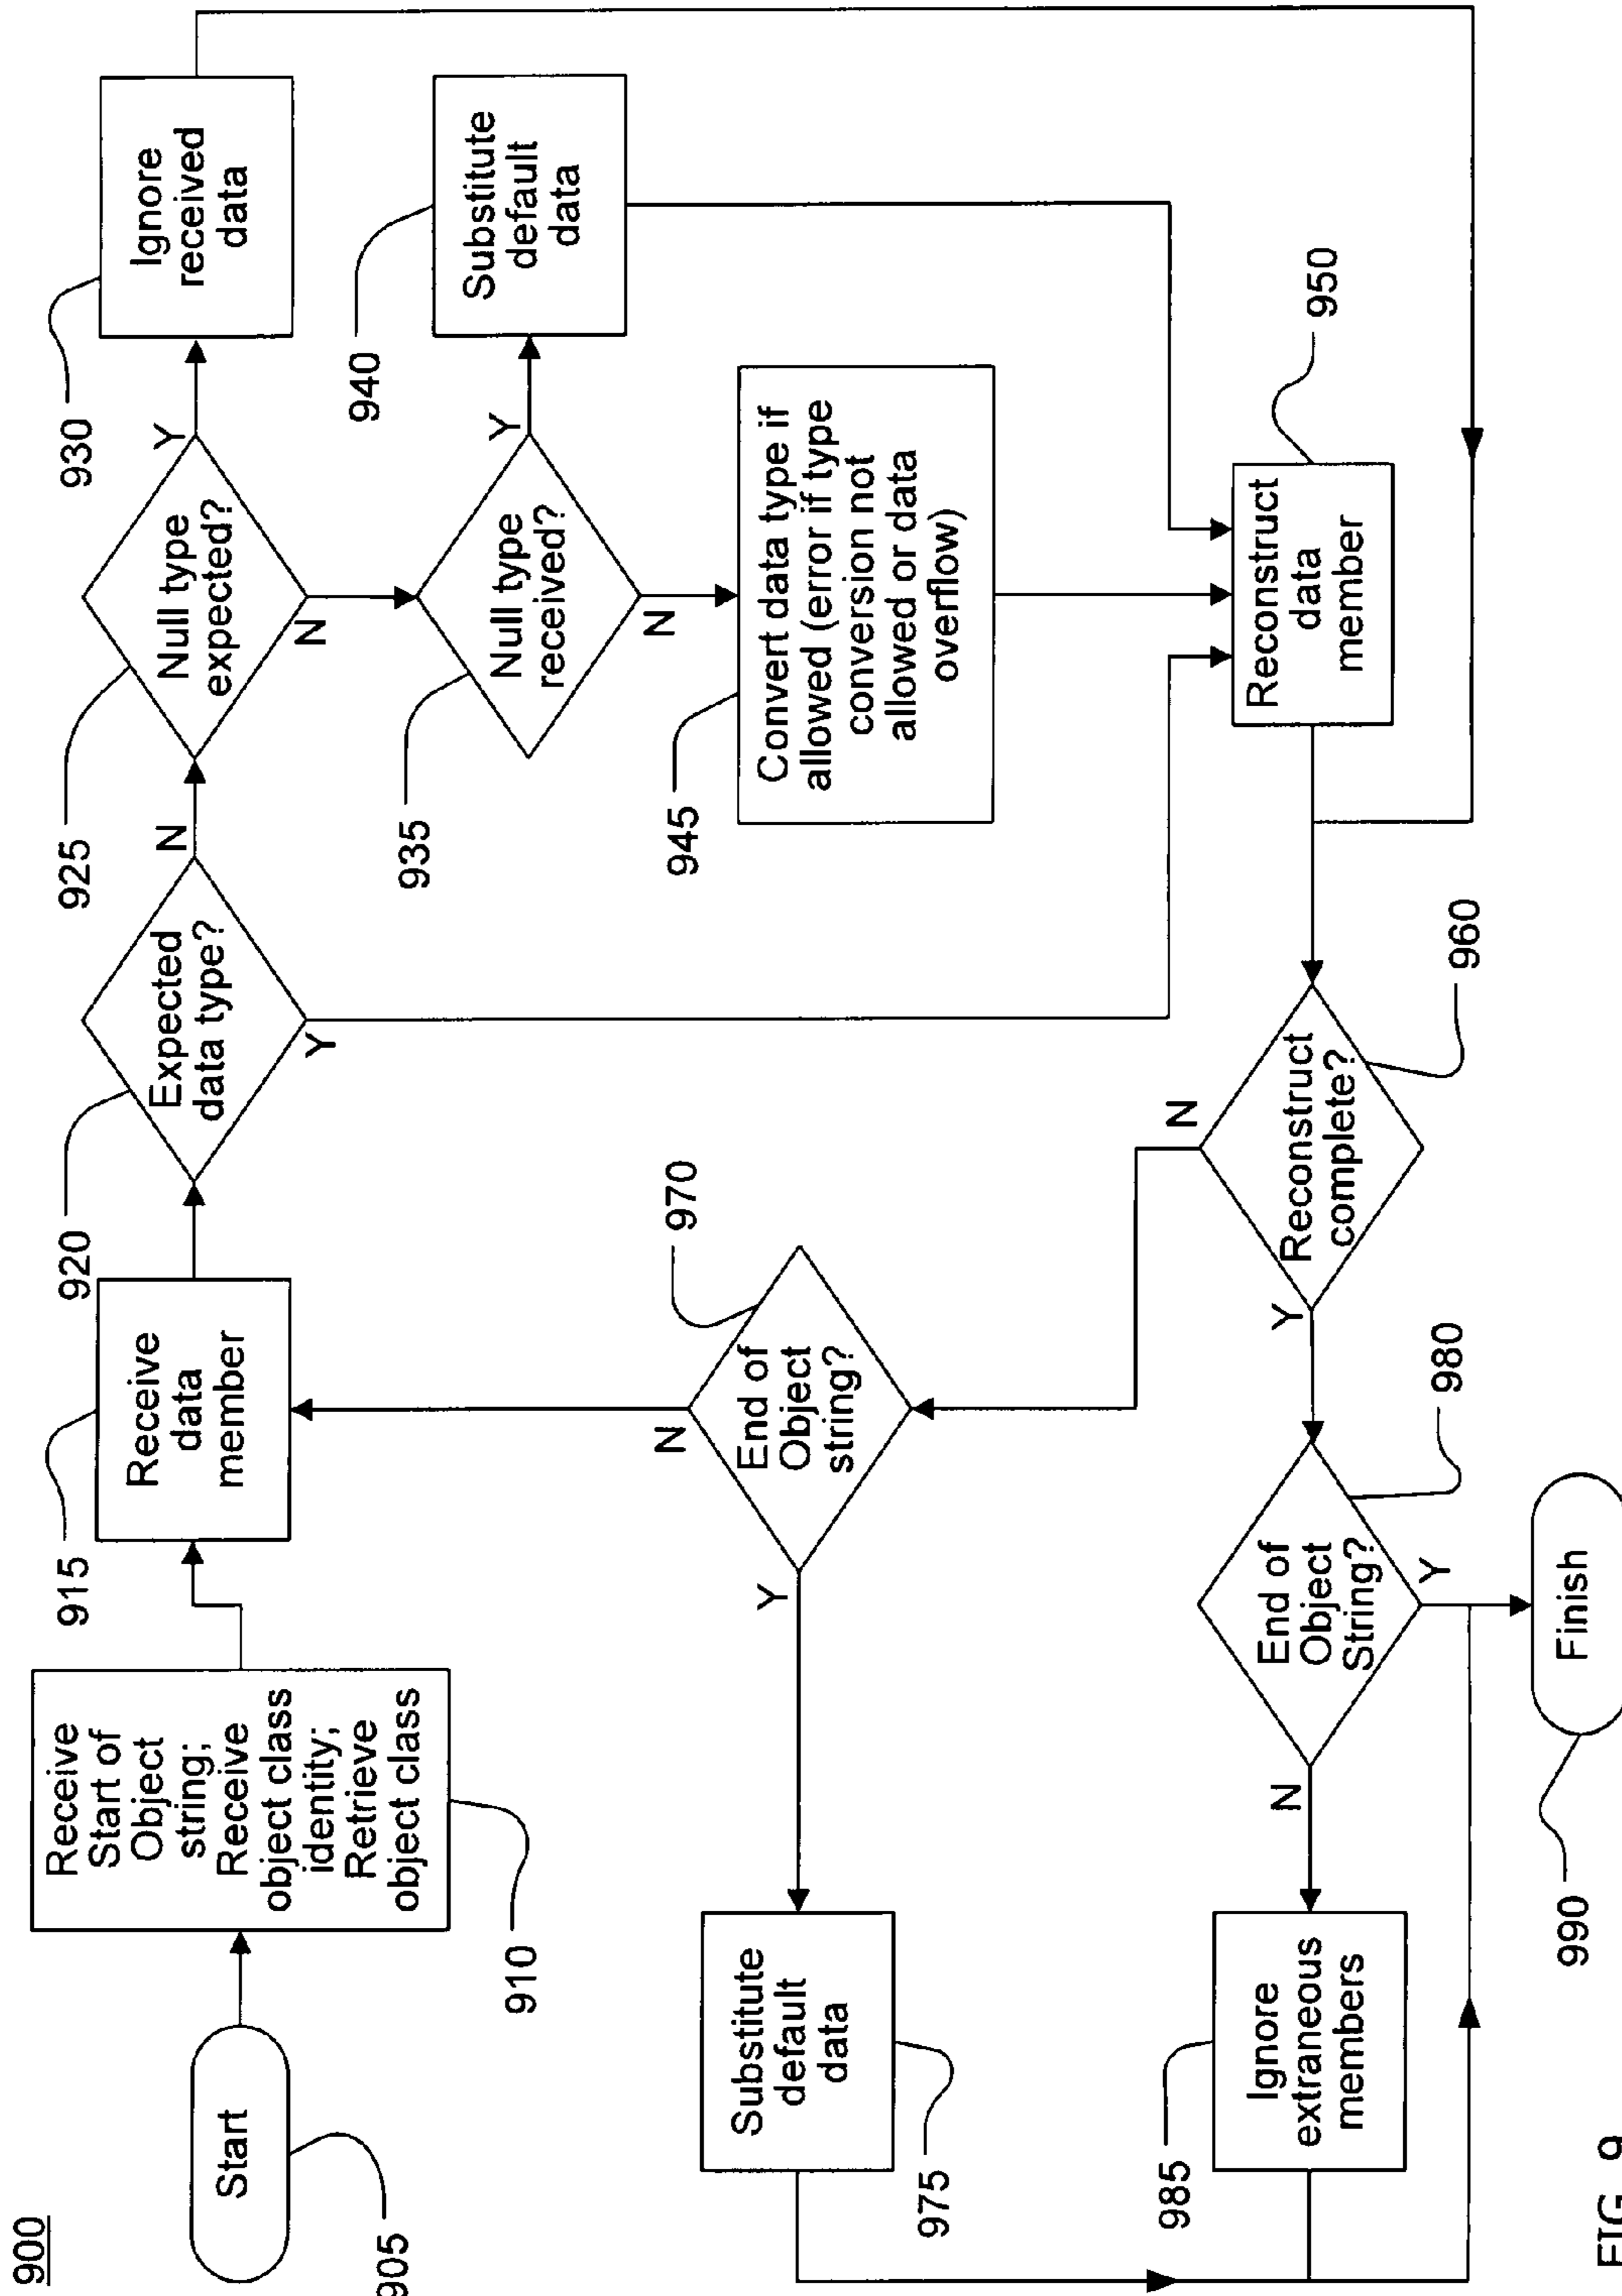 900
Start
905
Receive
Start of
Object
string;
Receive
object class
identity;
Retrieve
object class
910
Receive
data
member
915
Expected
data type?
920
N
Y
Null type
expected?
925
Y
N
Ignore
received
data
930
Null type
received?
935
Y
N
Substitute
default
data
940
Convert data type if
allowed (error if type
conversion not
allowed or data
overflow)
945
Reconstruct
data
member
950
Reconstruct
complete?
960
N
Y
End of
Object
string?
970
N
Y
Substitute
default
data
975
End of
Object
String?
980
N
Y
Ignore
extraneous
members
985
Finish
990
FIG. 9